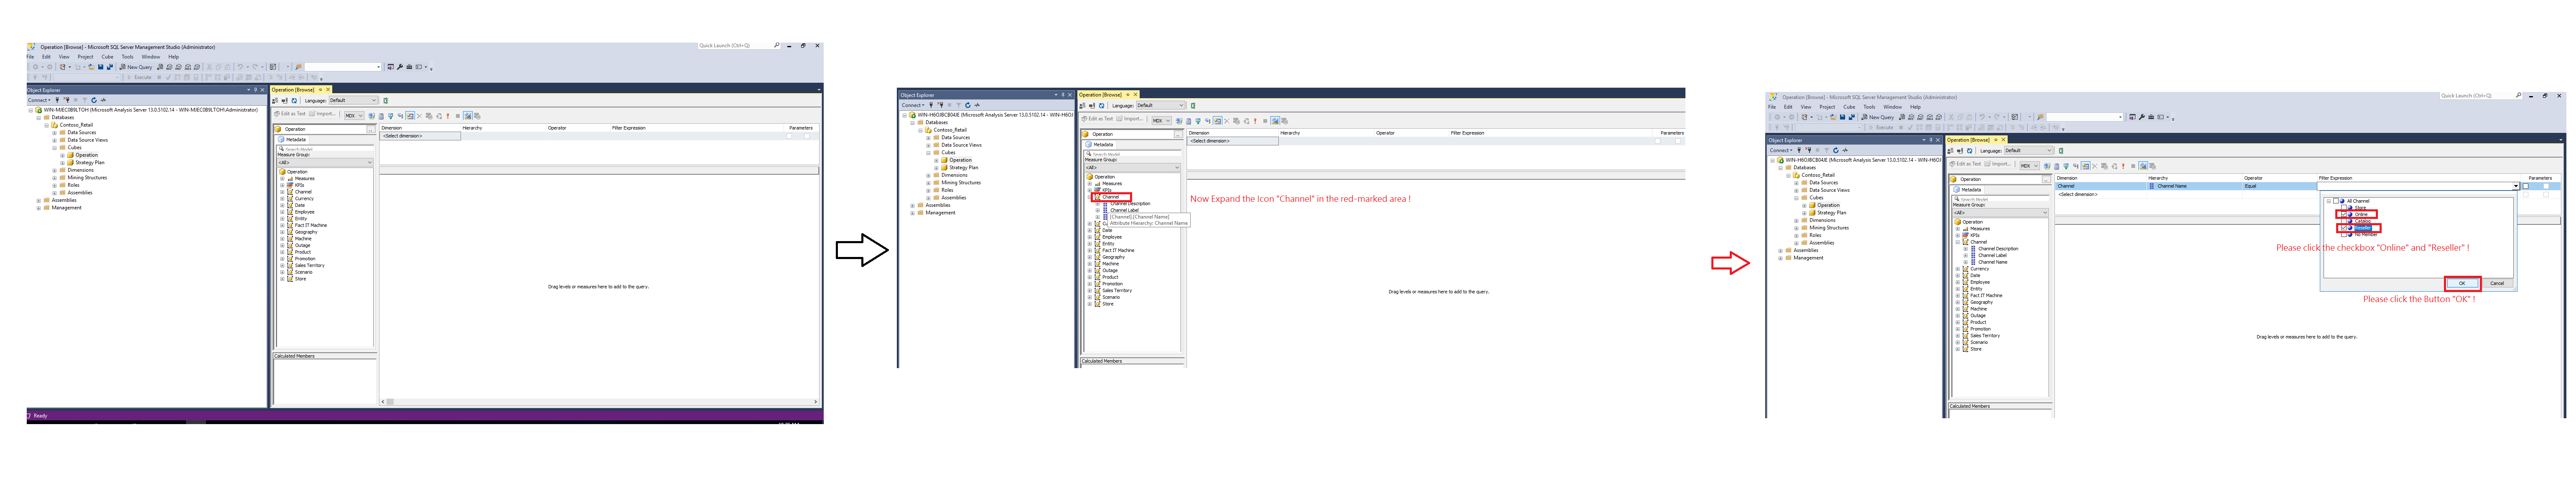 Operation [Browse] - Microsoft SQL Server Management Studio (Administrator)
Quick Launch (Ctrl+Q)
File Edit View Project Cube Tools Window Help
New Query
Execute
Object Explorer
Connect
WIN-MJEC0B9LTOH (Microsoft Analysis Server 13.0.5102.14 - WIN-MJEC0B9LTOH\Administrator)
Databases
Contoso_Retail
Data Sources
Data Source Views
Cubes
Operation
Strategy Plan
Dimensions
Mining Structures
Roles
Assemblies
Assemblies
Management
Operation [Browse]
Language: Default
Edit as Text Import... MDX
Operation
Metadata
Search Model
Measure Group:
<All>
Operation
Measures
KPIs
Channel
Currency
Date
Employee
Entity
Fact IT Machine
Geography
Machine
Outage
Product
Promotion
Sales Territory
Scenario
Store
Calculated Members
Dimension Hierarchy Operator Filter Expression Parameters
<Select dimension>
Drag levels or measures here to add to the query.
Ready
Object Explorer
Connect
WIN-H6OJBCB04JE (Microsoft Analysis Server 13.0.5102.14 - WIN-H6OJ
Databases
Contoso_Retail
Data Sources
Data Source Views
Cubes
Operation
Strategy Plan
Dimensions
Mining Structures
Roles
Assemblies
Assemblies
Management
Operation [Browse]
Language: Default
Edit as Text Import... MDX
Operation
Metadata
Search Model
Measure Group:
<All>
Operation
Measures
KPIs
Channel
Channel Description
Channel Label
[Channel].[Channel Name]
Attribute Hierarchy: Channel Name
Date
Employee
Entity
Fact IT Machine
Geography
Machine
Outage
Product
Promotion
Sales Territory
Scenario
Store
Calculated Members
Dimension Hierarchy Operator Filter Expression Parameters
<Select dimension>
Now Expand the Icon "Channel" in the red-marked area !
Drag levels or measures here to add to the query.
Operation [Browse] - Microsoft SQL Server Management Studio (Administrator)
Quick Launch (Ctrl+Q)
File Edit View Project Cube Tools Window Help
New Query
Execute
Object Explorer
Connect
WIN-H6OJBCB04JE (Microsoft Analysis Server 13.0.5102.14 - WIN-H6OJ
Databases
Contoso_Retail
Data Sources
Data Source Views
Cubes
Operation
Strategy Plan
Dimensions
Mining Structures
Roles
Assemblies
Assemblies
Management
Operation [Browse]
Language: Default
Edit as Text Import... MDX
Operation
Metadata
Search Model
Measure Group:
<All>
Operation
Measures
KPIs
Channel
Channel Description
Channel Label
Channel Name
Currency
Date
Employee
Entity
Fact IT Machine
Geography
Machine
Outage
Product
Promotion
Sales Territory
Scenario
Store
Calculated Members
Dimension Hierarchy Operator Filter Expression Parameters
Channel Channel Name Equal
<Select dimension>
All Channel
Store
Online
Catalog
Reseller
No Member
Please click the checkbox "Online" and "Reseller" !
OK Cancel
Please click the Button "OK" !
Drag levels or measures here to add to the query.